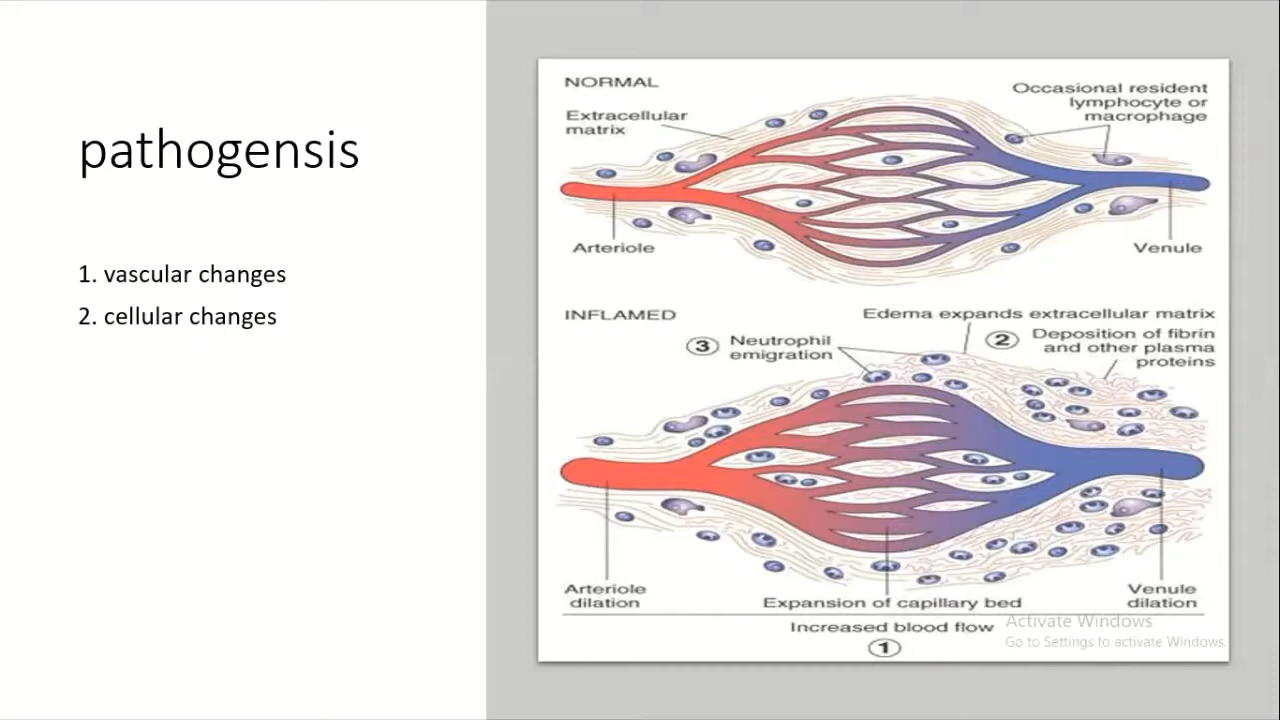 pathogensis
1. vascular changes
2. cellular changes
NORMAL
Extracellular
matrix
Occasional resident
lymphocyte or
macrophage
Arteriole
Venule
INFLAMED
Edema expands extracellular matrix
3 Neutrophil
emigration
2 Deposition of fibrin
and other plasma
proteins
Arteriole
dilation
Expansion of capillary bed
Venule
dilation
Increased blood flow
1
Activate Windows
Go to Settings to activate Windows.